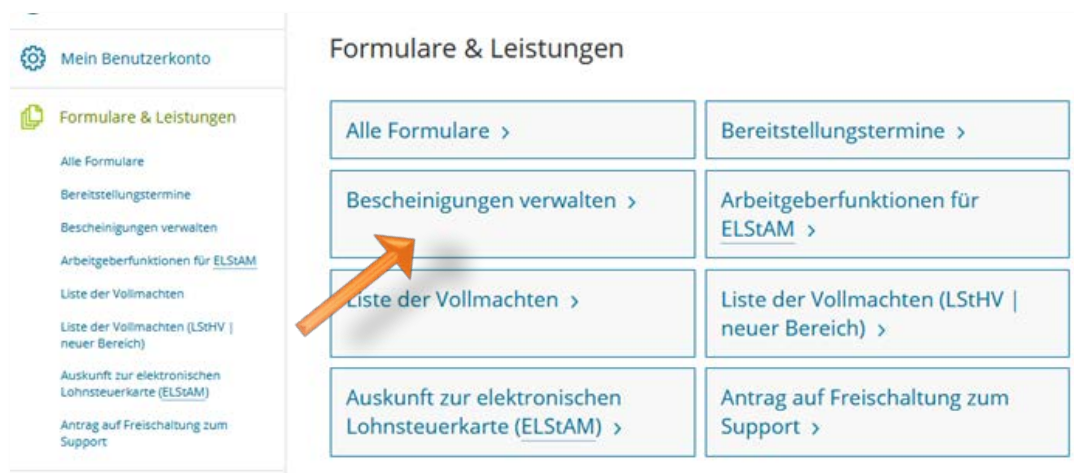 Mein Benutzerkonto
Formulare & Leistungen
Alle Formulare
Bereitstellungstermine
Bescheinigungen verwalten
Arbeitgeberfunktionen für ELStAM
Liste der Vollmachten
Liste der Vollmachten (LStHV |
neuer Bereich)
Auskunft zur elektronischen
Lohnsteuerkarte (ELStAM)
Antrag auf Freischaltung zum
Support
Formulare & Leistungen
Alle Formulare >
Bereitstellungstermine >
Bescheinigungen verwalten >
Arbeitgeberfunktionen für
ELStAM >
Liste der Vollmachten >
Liste der Vollmachten (LStHV |
neuer Bereich) >
Auskunft zur elektronischen
Lohnsteuerkarte (ELStAM) >
Antrag auf Freischaltung zum
Support >